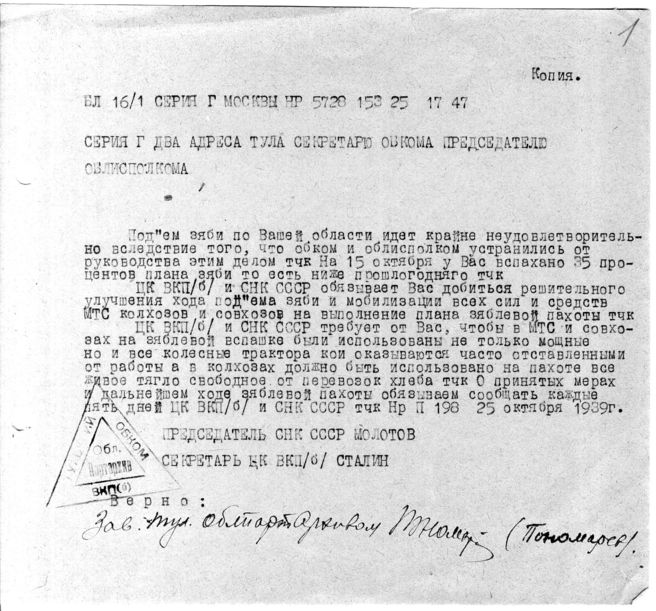 1
Копия.
БЛ 16/1 СЕРИЯ Г МОСКВЫ НР 5728 153 25 17 47
СЕРИЯ Г ДВА АДРЕСА ТУЛА СЕКРЕТАРЮ ОБКОМА ПРЕДСЕДАТЕЛЮ
ОБЛИСПОЛКОМА
Под"ем зяби по Вашей области идет крайне неудовлетворитель-
но вследствие того, что обком и облисполком устранились от
руководства этим делом тчк На 15 октября у Вас вспахано 35 про-
центов плана зяби то есть ниже прошлогодняго тчк
ЦК ВКП/б/ и СНК СССР обязывает Вас добиться решительного
улучшения хода под"ема зяби и мобилизации всех сил и средств
МТС колхозов и совхозов на выполнение плана зяблевой пахоты тчк
ЦК ВКП/б/ и СНК СССР требует от Вас, чтобы в МТС и совхо-
зах на зяблевой вспашке были использованы не только мощные
но и все колесные трактора кои оказываются часто отставленными
от работы а в колхозах должно быть использовано на пахоте все
живое тягло свободное от перевозок хлеба тчк О принятых мерах
и дальнейшем ходе зяблевой пахоты обязываем сообщать каждые
пять дней ЦК ВКП/б/ и СНК СССР тчк Нр П 198 25 октября 1939г.
ПРЕДСЕДАТЕЛЬ СНК СССР МОЛОТОВ
СЕКРЕТАРЬ ЦК ВКП/б/ СТАЛИН
ОБКОМ
Обл.
Партархив
ВКП(б)
Верно:
Зав. тул. облпартархивом (Пономарев).